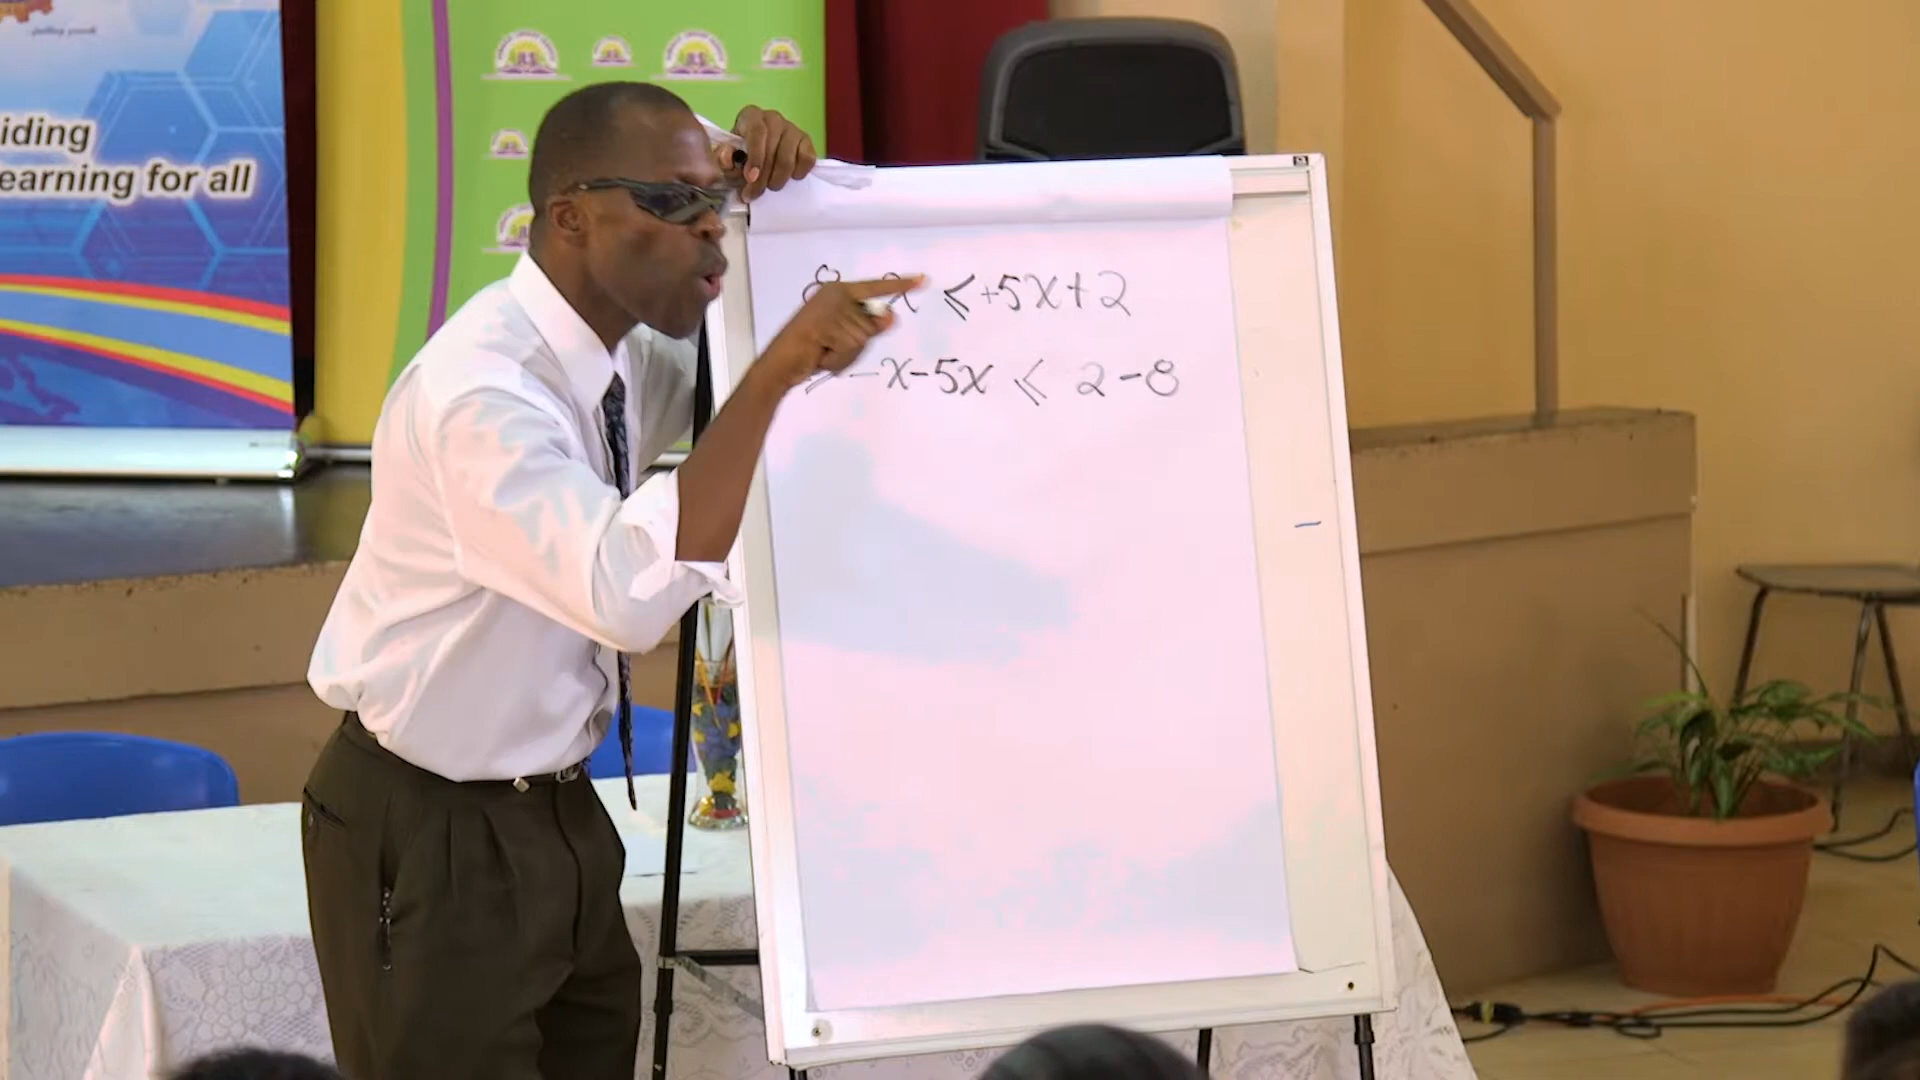 iding
earning for all
8 - x ⩽ +5x + 2
⇒ -x - 5x ⩽ 2 - 8